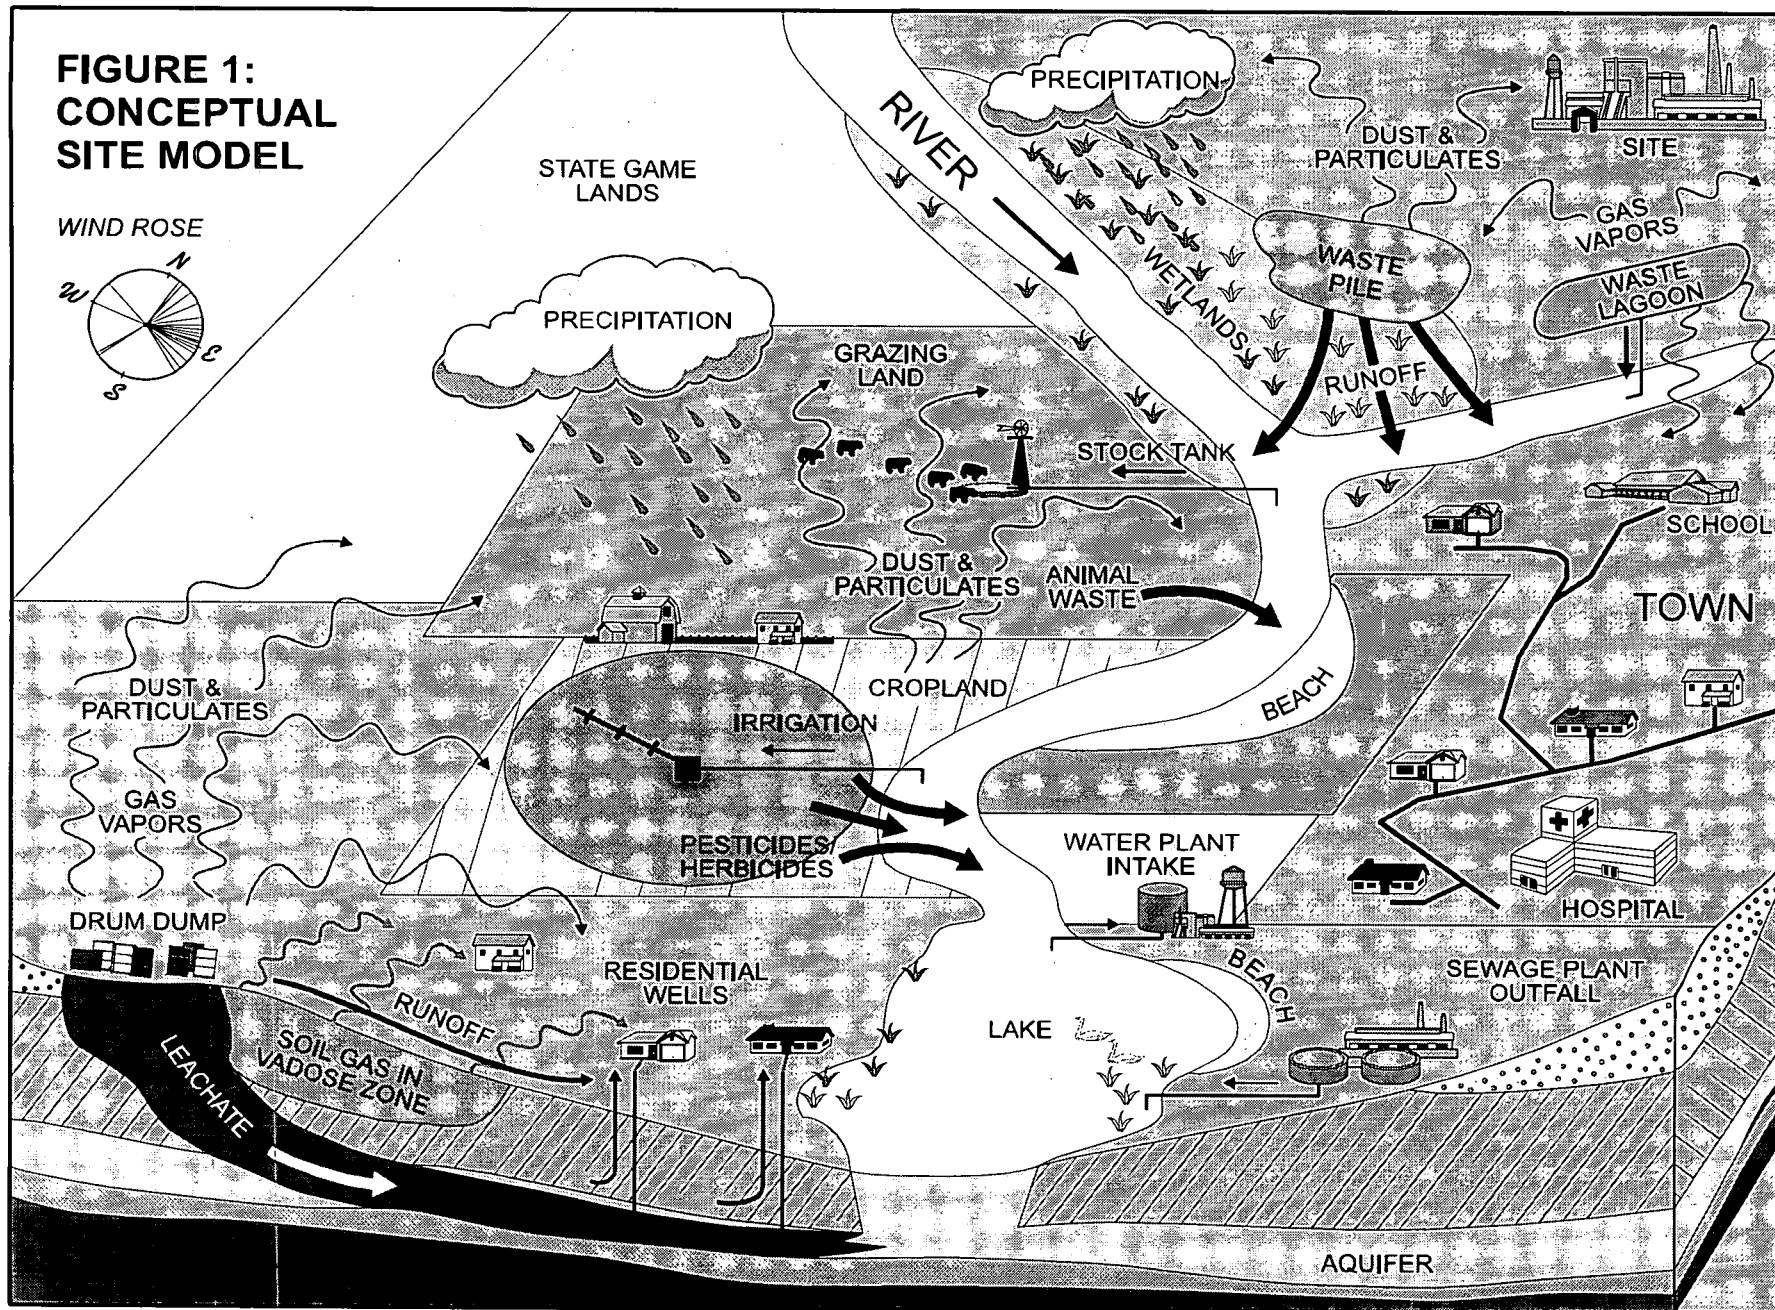 FIGURE 1:
CONCEPTUAL
SITE MODEL
WIND ROSE
N
W
E
S
STATE GAME
LANDS
PRECIPITATION
RIVER
PRECIPITATION
DUST &
PARTICULATES
SITE
GAS
VAPORS
WASTE
PILE
WASTE
LAGOON
WETLANDS
RUNOFF
GRAZING
LAND
STOCK TANK
SCHOOL
DUST &
PARTICULATES
ANIMAL
WASTE
TOWN
DUST &
PARTICULATES
CROPLAND
BEACH
IRRIGATION
GAS
VAPORS
PESTICIDES/
HERBICIDES
WATER PLANT
INTAKE
HOSPITAL
DRUM DUMP
RESIDENTIAL
WELLS
BEACH
SEWAGE PLANT
OUTFALL
RUNOFF
LAKE
SOIL GAS IN
VADOSE ZONE
LEACHATE
AQUIFER